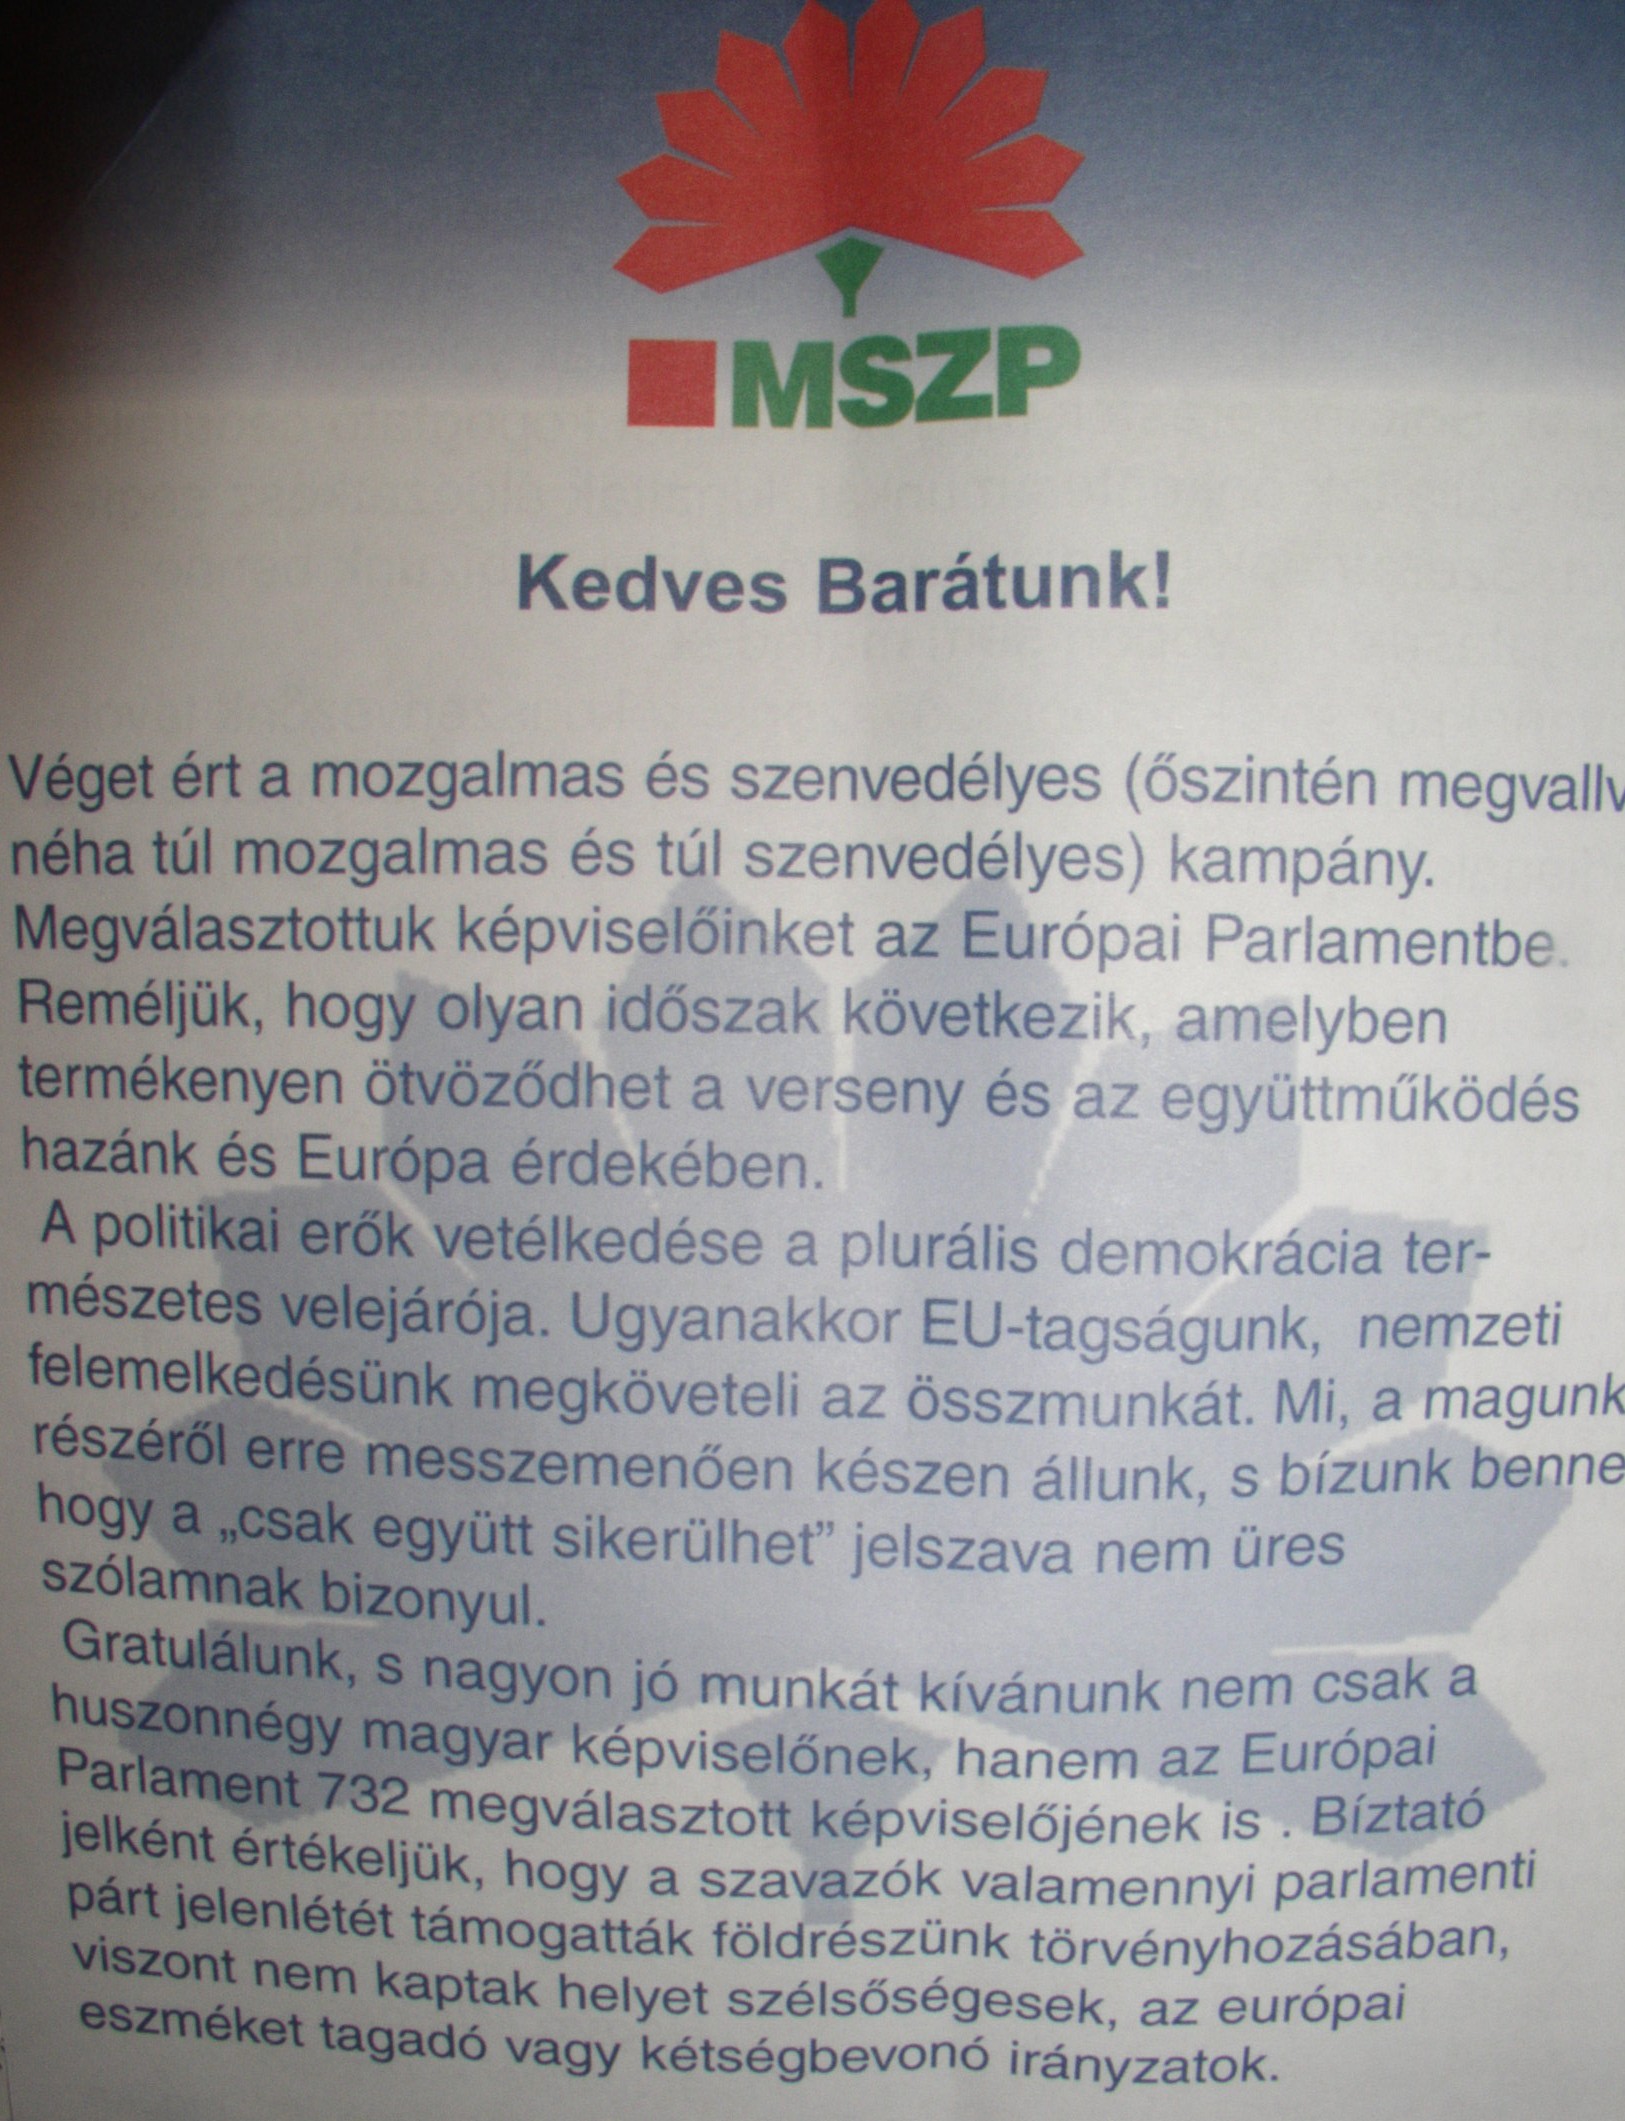 MSZP
Kedves Barátunk!
Véget ért a mozgalmas és szenvedélyes (őszintén megvallv
néha túl mozgalmas és túl szenvedélyes) kampány.
Megválasztottuk képviselőinket az Európai Parlamentbe.
Reméljük, hogy olyan időszak következik, amelyben
termékenyen ötvöződhet a verseny és az együttműködés
hazánk és Európa érdekében.
A politikai erők vetélkedése a plurális demokrácia ter-
mészetes velejárója. Ugyanakkor EU-tagságunk, nemzeti
felemelkedésünk megköveteli az összmunkát. Mi, a magunk
részéről erre messzemenően készen állunk, s bízunk benne
hogy a „csak együtt sikerülhet” jelszava nem üres
szólamnak bizonyul.
Gratulálunk, s nagyon jó munkát kívánunk nem csak a
huszonnégy magyar képviselőnek, hanem az Európai
Parlament 732 megválasztott képviselőjének is . Bíztató
jelként értékeljük, hogy a szavazók valamennyi parlamenti
párt jelenlétét támogatták földrészünk törvényhozásában,
viszont nem kaptak helyet szélsőségesek, az európai
eszméket tagadó vagy kétségbevonó irányzatok.